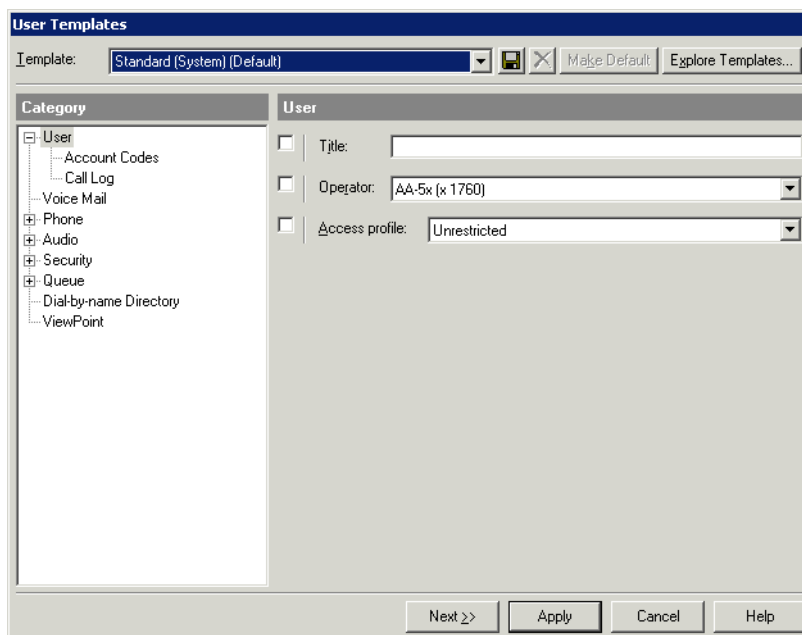 User Templates
Template: Standard (System) (Default) Make Default Explore Templates...
Category
User
Account Codes
Call Log
Voice Mail
Phone
Audio
Security
Queue
Dial-by-name Directory
ViewPoint
User
Title:
Operator: AA-5x (x 1760)
Access profile: Unrestricted
Next >> Apply Cancel Help